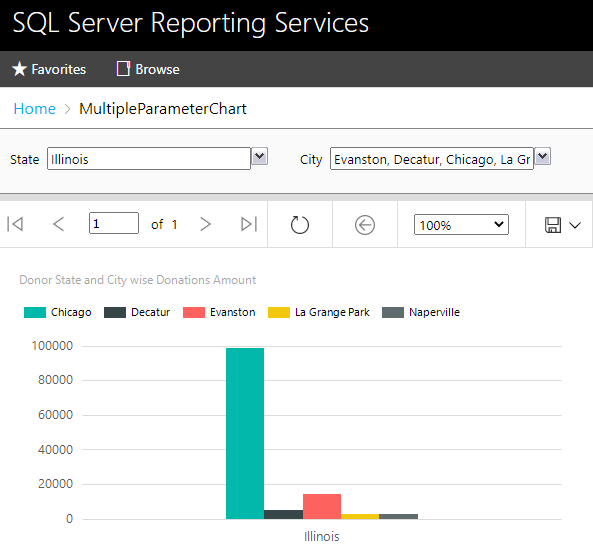 SQL Server Reporting Services
Favorites Browse
Home > MultipleParameterChart
State Illinois City Evanston, Decatur, Chicago, La Gr
1 of 1 100%
Donor State and City wise Donations Amount
Chicago Decatur Evanston La Grange Park Naperville
100000
80000
60000
40000
20000
0
Illinois